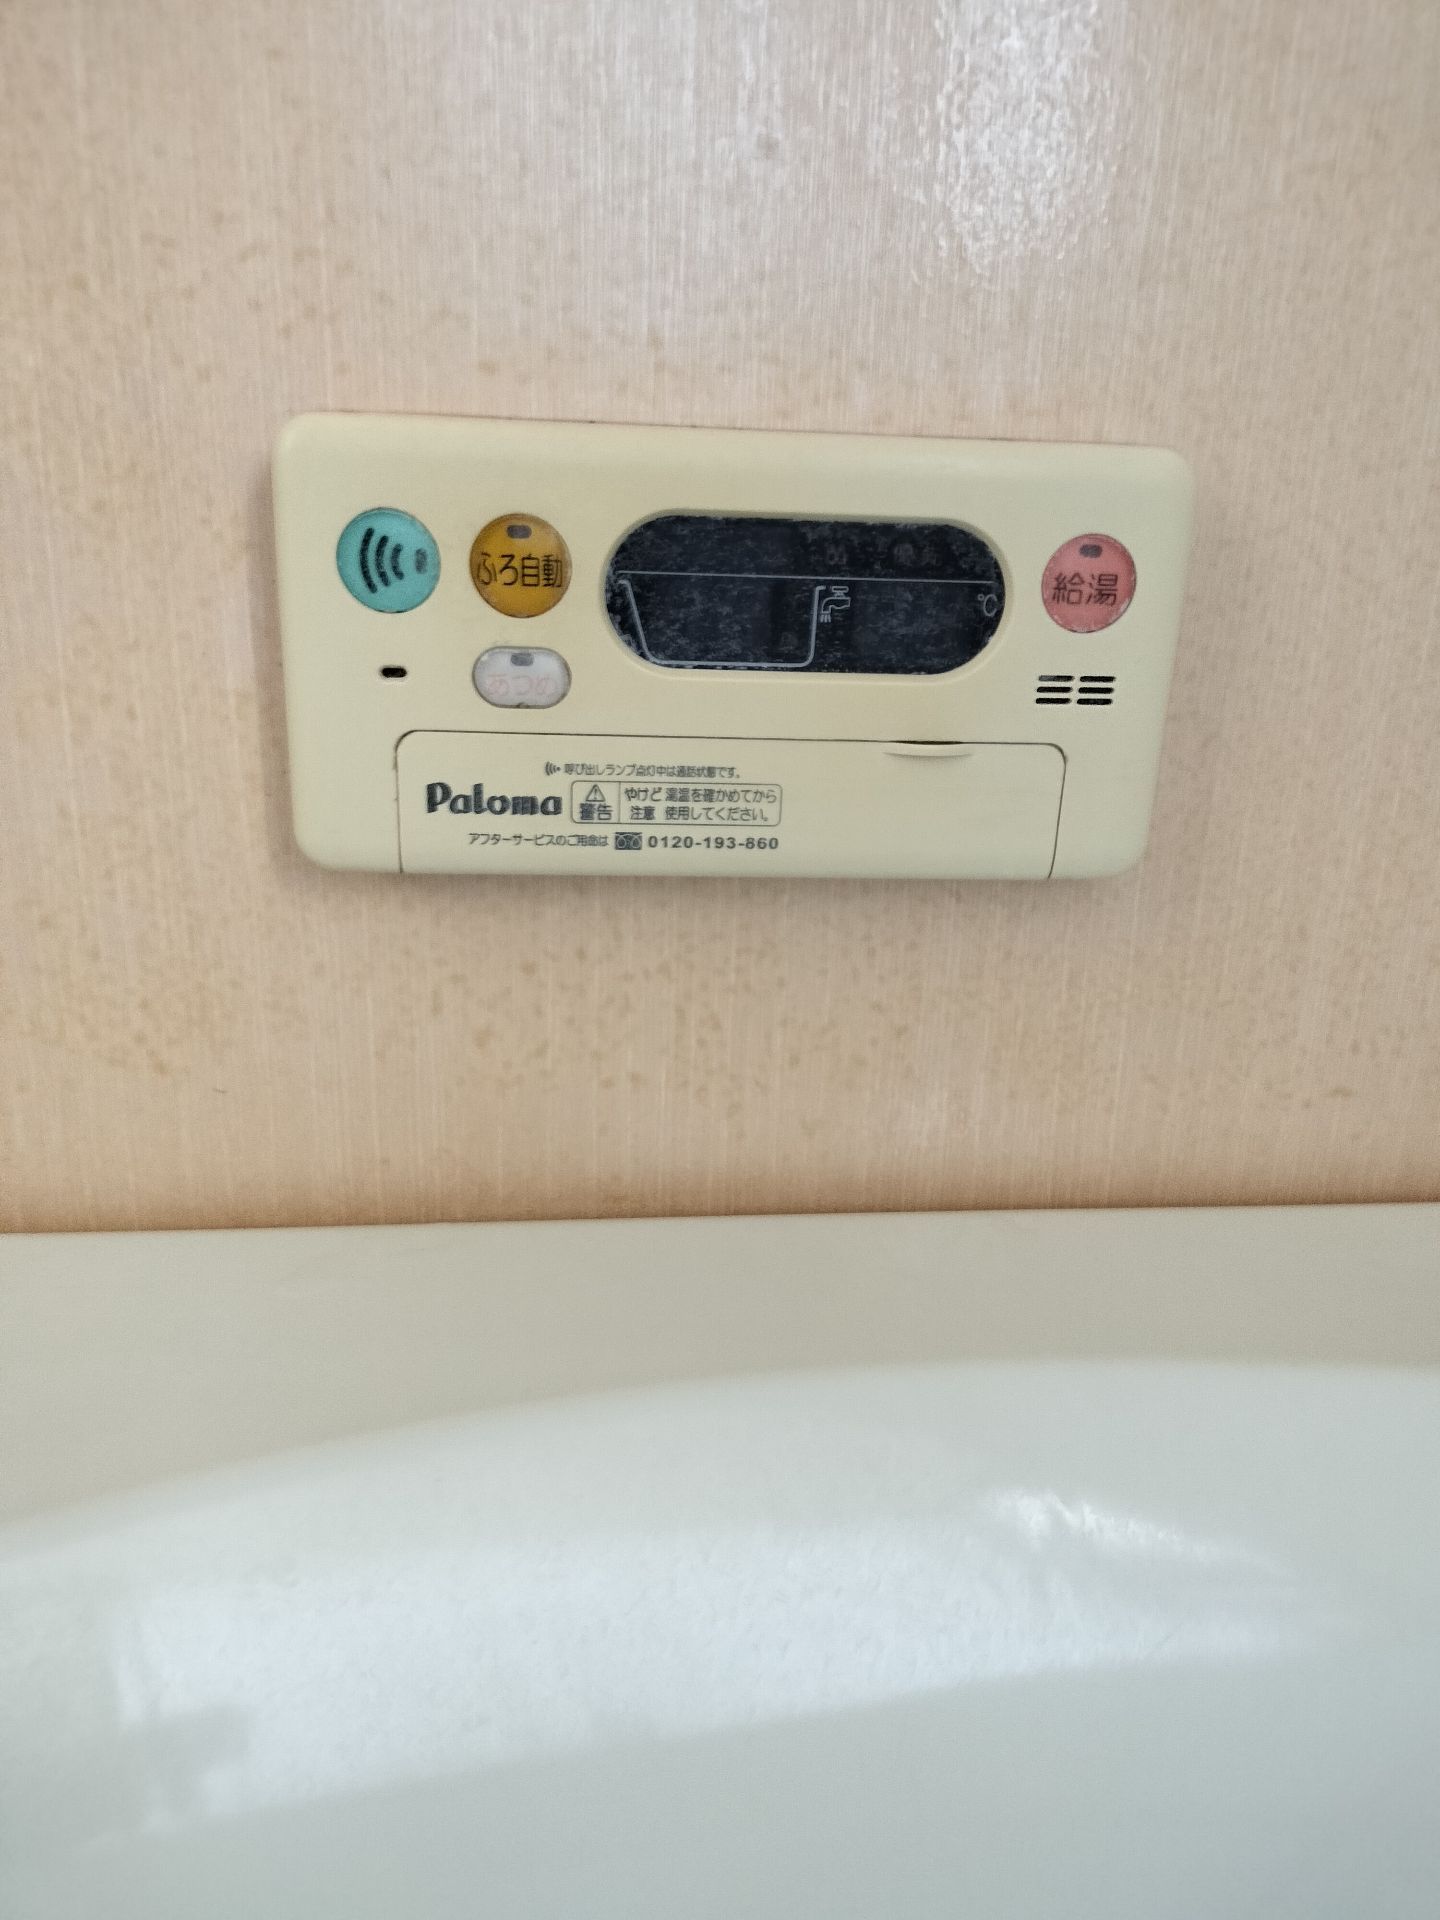 ふろ自動
℃
給湯
あつめ
呼び出しランプ点灯中は通話状態です。
Paloma
警告
やけど 湯温を確かめてから
注意 使用してください。
アフターサービスのご用命は 0120-193-860